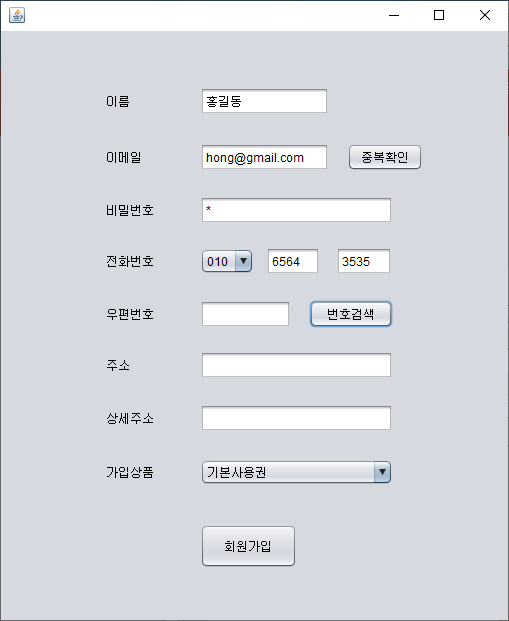 이름 홍길동
이메일 hong@gmail.com 중복확인
비밀번호 *
전화번호 010 6564 3535
우편번호 번호검색
주소
상세주소
가입상품 기본사용권
회원가입